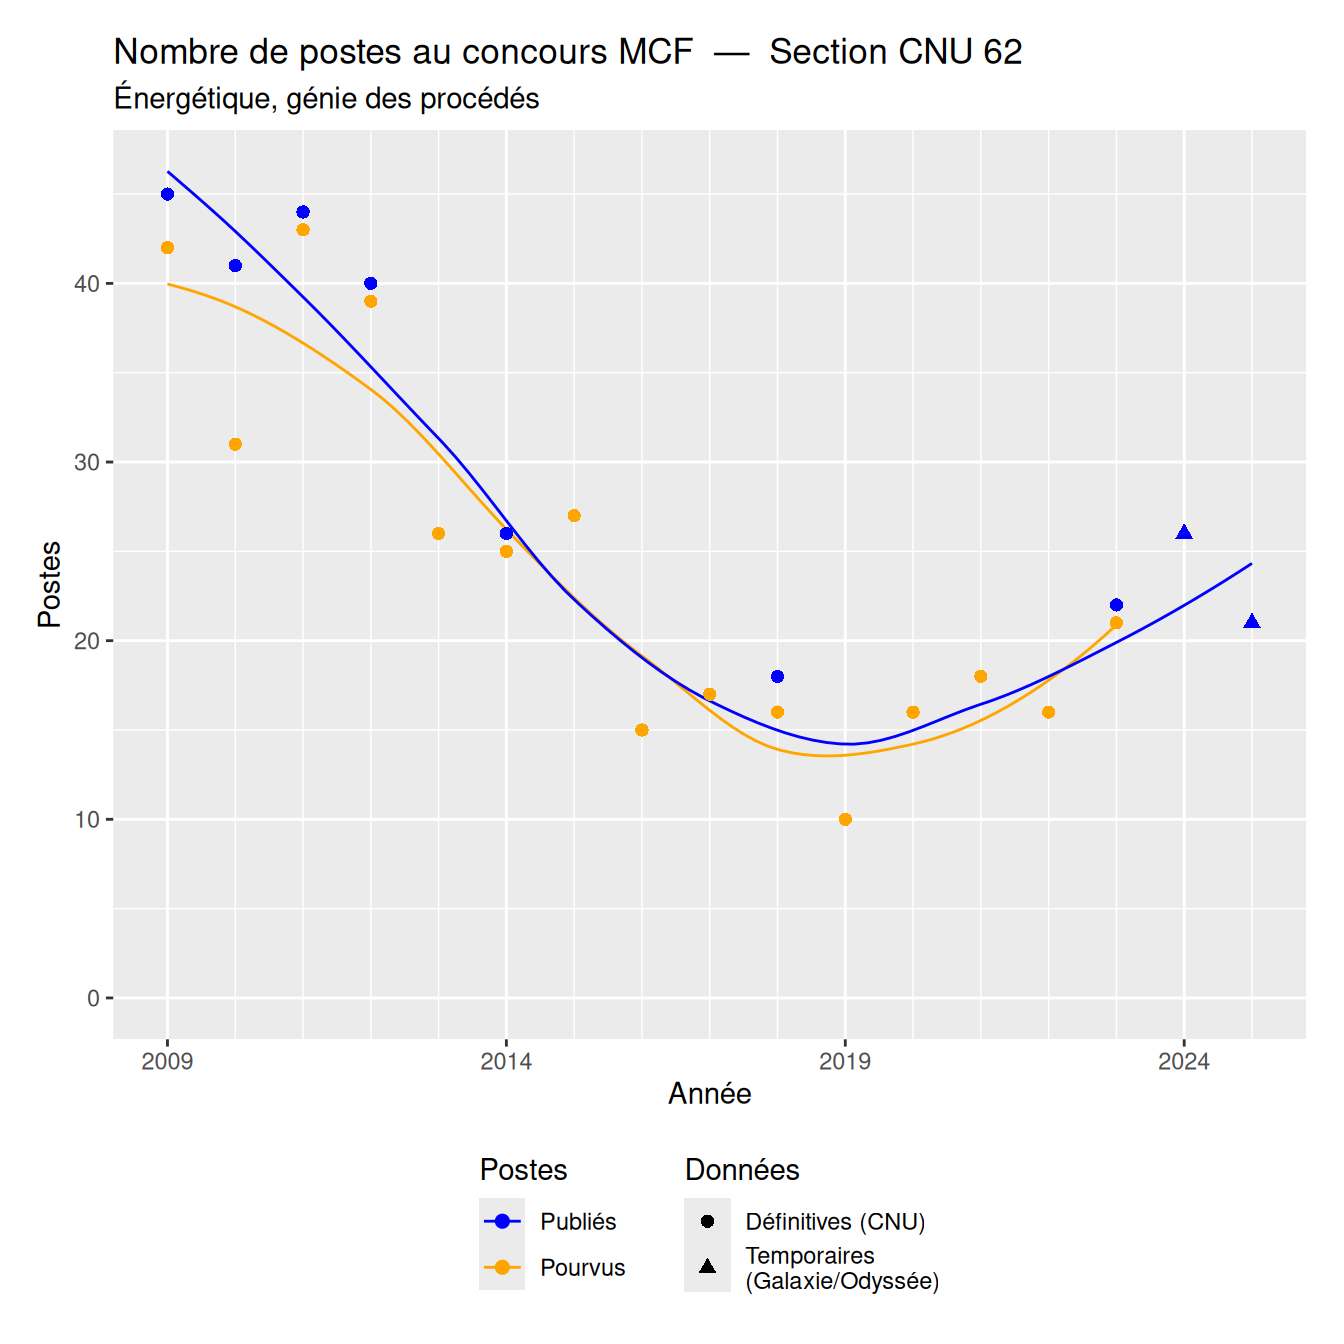 Nombre de postes au concours MCF — Section CNU 62
Énergétique, génie des procédés
Postes
40
30
20
10
0
2009
2014
2019
2024
Année
Postes
Publiés
Pourvus
Données
Définitives (CNU)
Temporaires
(Galaxie/Odyssée)